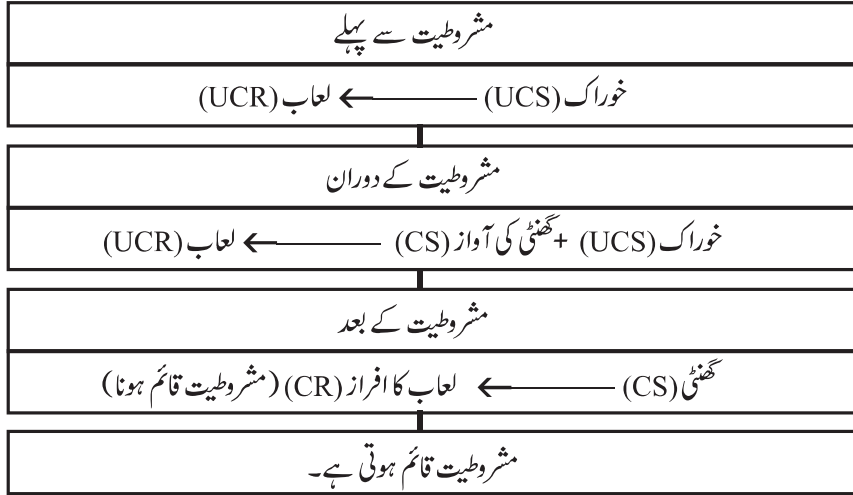 مشروطیت سے پہلے
خوراک (UCS) ← لعاب (UCR)
مشروطیت کے دوران
خوراک (UCS) + گھنٹی کی آواز (CS) ← لعاب (UCR)
مشروطیت کے بعد
گھنٹی (CS) ← لعاب کا افراز (CR) (مشروطیت قائم ہونا)
مشروطیت قائم ہوتی ہے۔